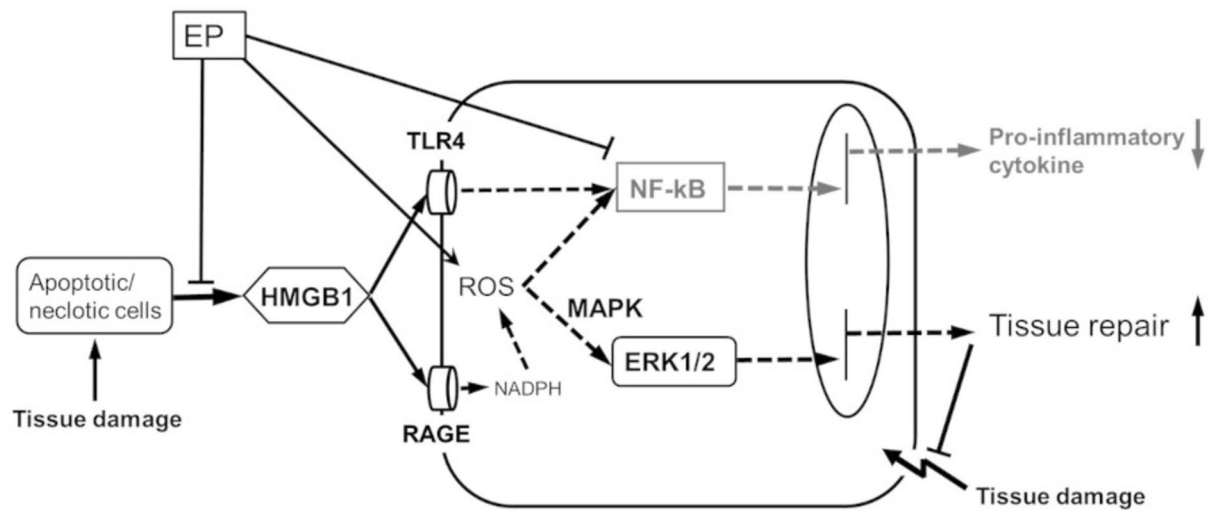 EP
TLR4
NF-kB
Pro-inflammatory
cytokine
Apoptotic/
neclotic cells
HMGB1
ROS
MAPK
ERK1/2
Tissue repair
NADPH
Tissue damage
RAGE
Tissue damage